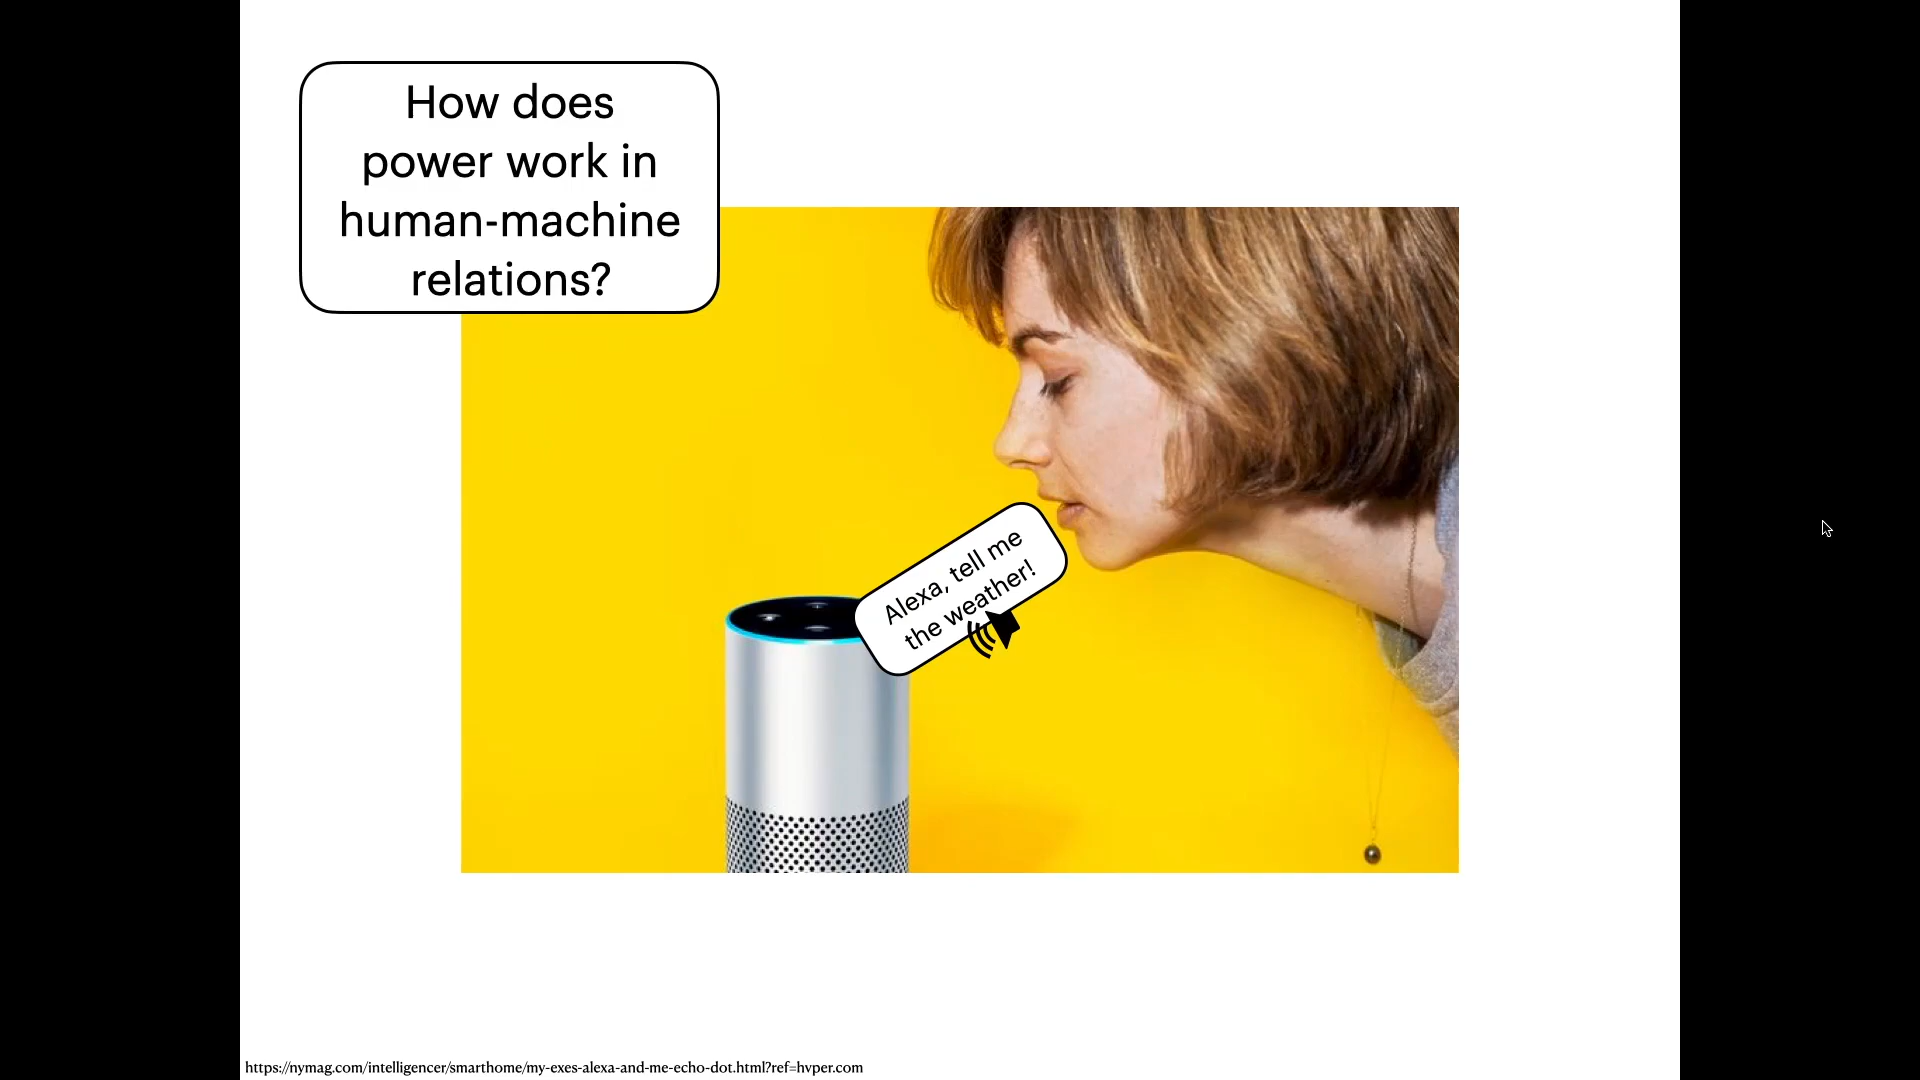 How does
power work in
human-machine
relations?
Alexa, tell me
the weather!
https://nymag.com/intelligencer/smarthome/my-exes-alexa-and-me-echo-dot.html?ref=hvper.com